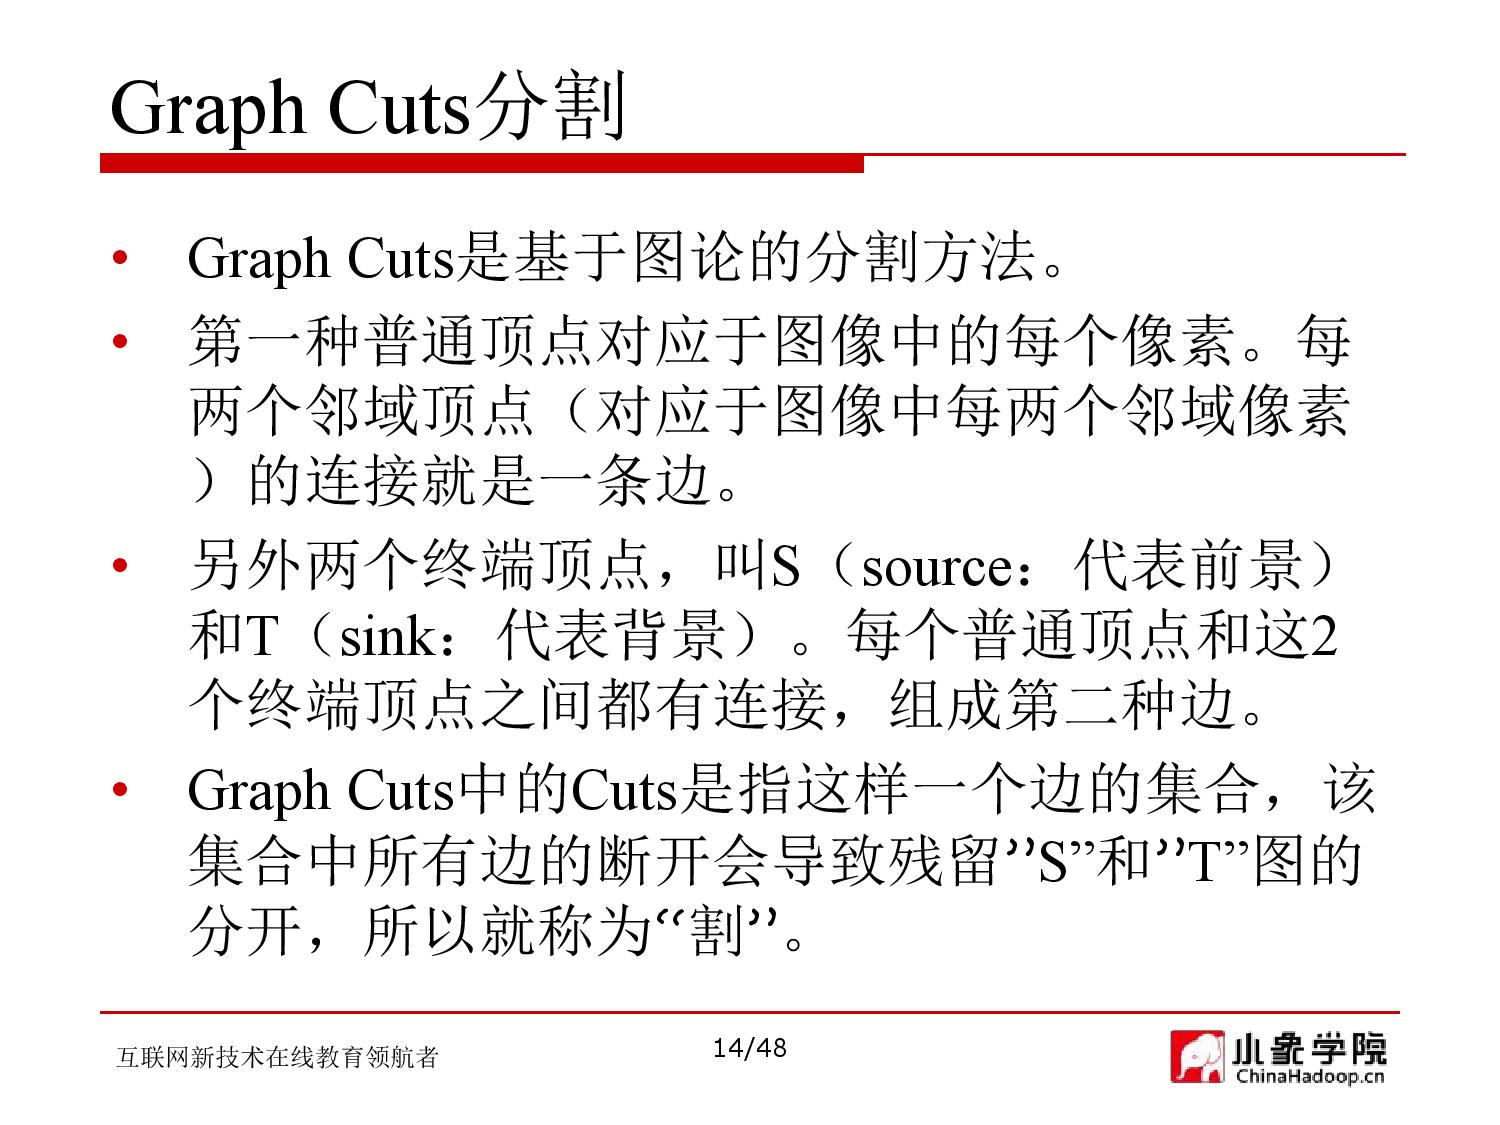 Graph Cuts分割
• Graph Cuts是基于图论的分割方法。
• 第一种普通顶点对应于图像中的每个像素。每
两个邻域顶点（对应于图像中每两个邻域像素
）的连接就是一条边。
• 另外两个终端顶点，叫S（source：代表前景）
和T（sink：代表背景）。每个普通顶点和这2
个终端顶点之间都有连接，组成第二种边。
• Graph Cuts中的Cuts是指这样一个边的集合，该
集合中所有边的断开会导致残留”S”和”T”图的
分开，所以就称为“割”。
互联网新技术在线教育领航者
14/48
小象学院
ChinaHadoop.cn